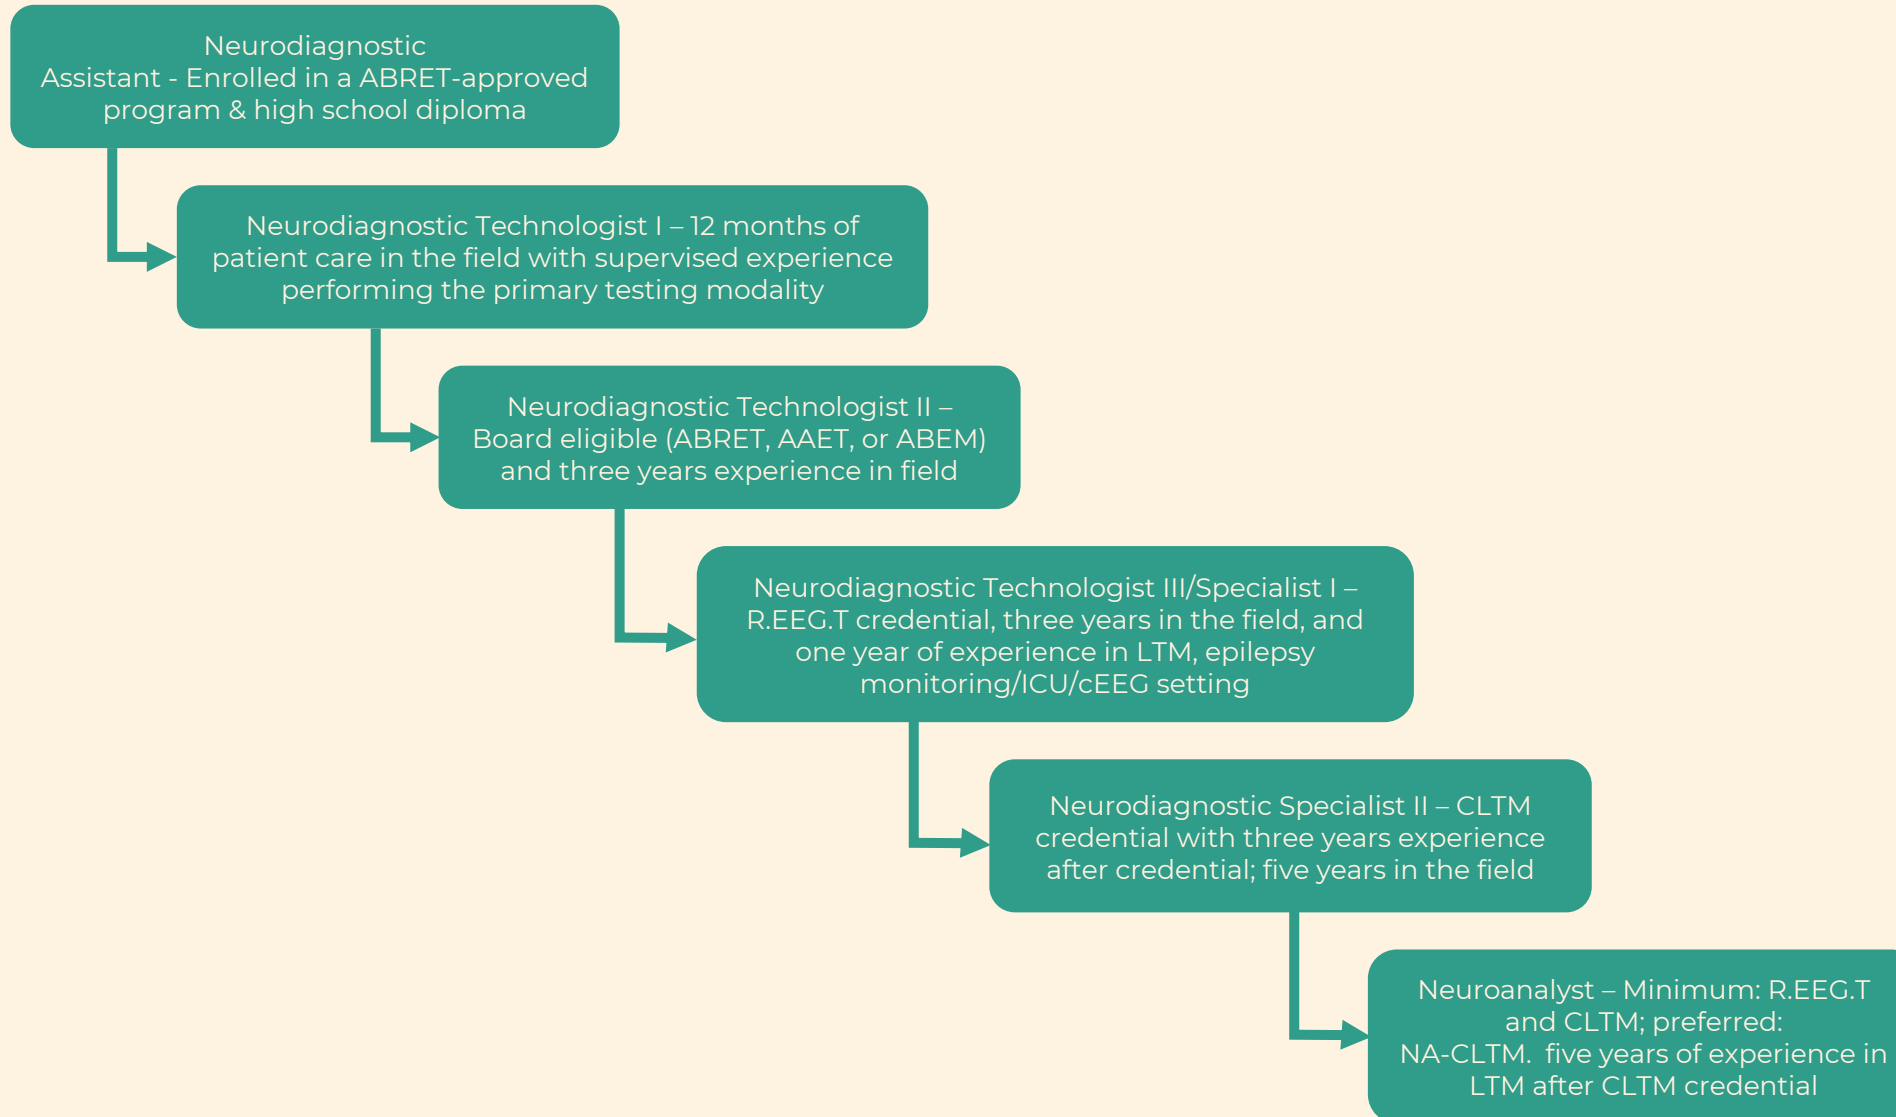 Neurodiagnostic
Assistant - Enrolled in a ABRET-approved
program & high school diploma
Neurodiagnostic Technologist I – 12 months of
patient care in the field with supervised experience
performing the primary testing modality
Neurodiagnostic Technologist II –
Board eligible (ABRET, AAET, or ABEM)
and three years experience in field
Neurodiagnostic Technologist III/Specialist I –
R.EEG.T credential, three years in the field, and
one year of experience in LTM, epilepsy
monitoring/ICU/cEEG setting
Neurodiagnostic Specialist II – CLTM
credential with three years experience
after credential; five years in the field
Neuroanalyst – Minimum: R.EEG.T
and CLTM; preferred:
NA-CLTM.  five years of experience in
LTM after CLTM credential